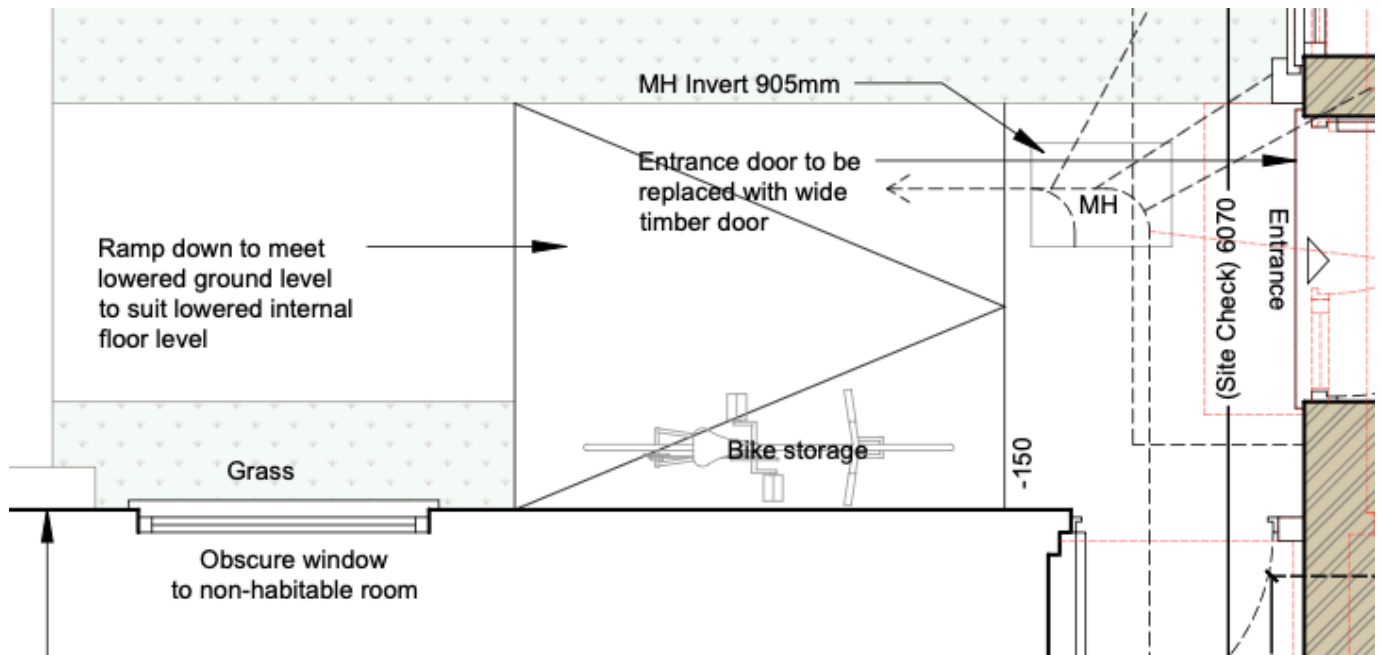 MH Invert 905mm
Entrance door to be
replaced with wide
timber door
MH
Ramp down to meet
lowered ground level
to suit lowered internal
floor level
(Site Check) 6070
Entrance
Bike storage
-150
Grass
Obscure window
to non-habitable room